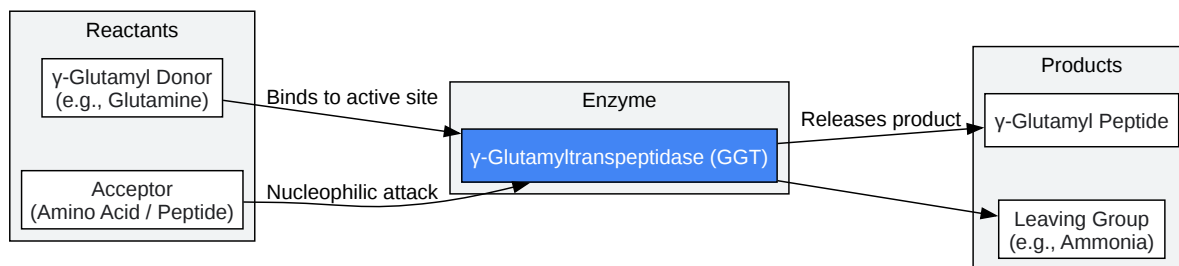 Reactants
γ-Glutamyl Donor
(e.g., Glutamine)
Acceptor
(Amino Acid / Peptide)
Binds to active site
Nucleophilic attack
Enzyme
γ-Glutamyltranspeptidase (GGT)
Releases product
Products
γ-Glutamyl Peptide
Leaving Group
(e.g., Ammonia)